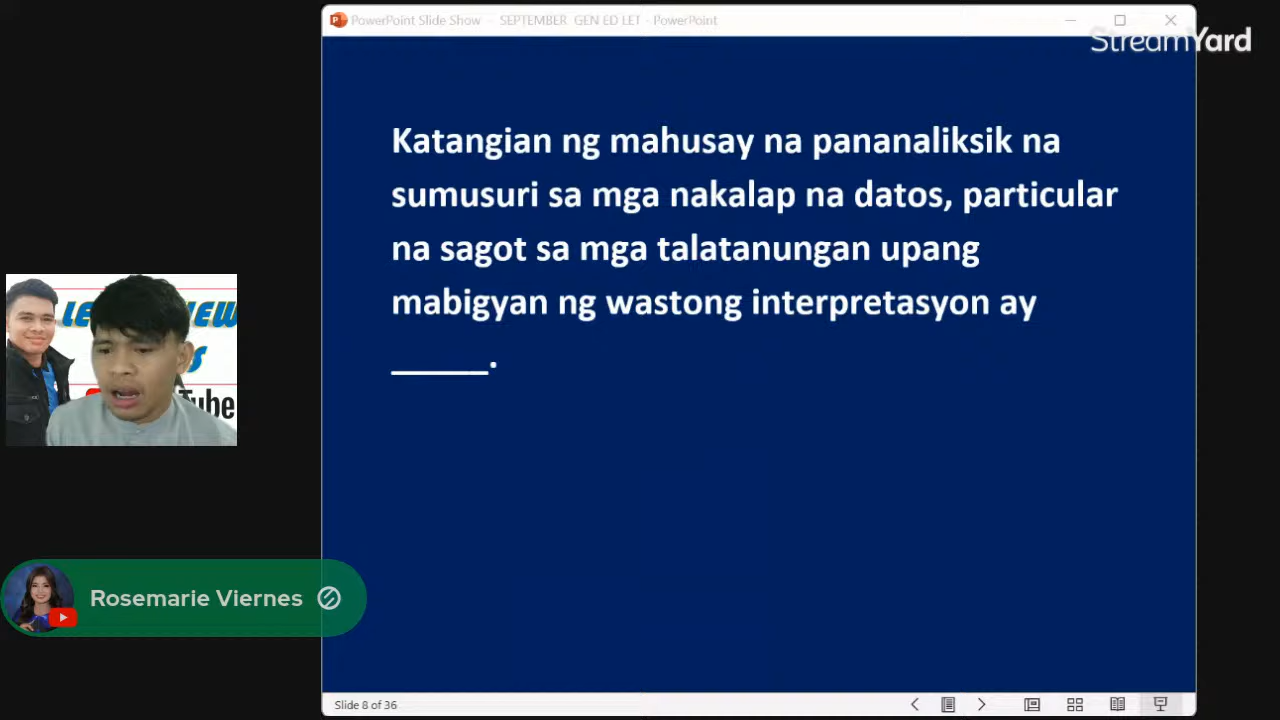 PowerPoint Slide Show - SEPTEMBER GEN ED LET - PowerPoint
StreamYard
Katangian ng mahusay na pananaliksik na
sumusuri sa mga nakalap na datos, particular
na sagot sa mga talatanungan upang
mabigyan ng wastong interpretasyon ay
_____.
Rosemarie Viernes
Slide 8 of 36